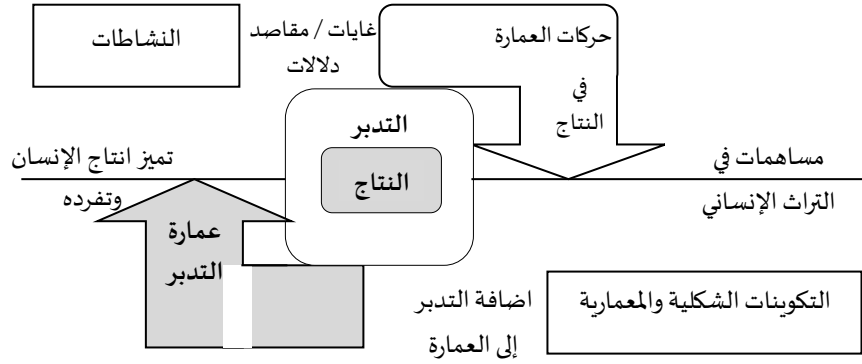 النشاطات
غايات / مقاصد
دلالات
حركات العمارة
في
النتاج
التدبر
النتاج
تميز انتاج الإنسان
وتفرده
مساهمات في
التراث الإنساني
عمارة
التدبر
اضافة التدبر
إلى العمارة
التكوينات الشكلية والمعمارية